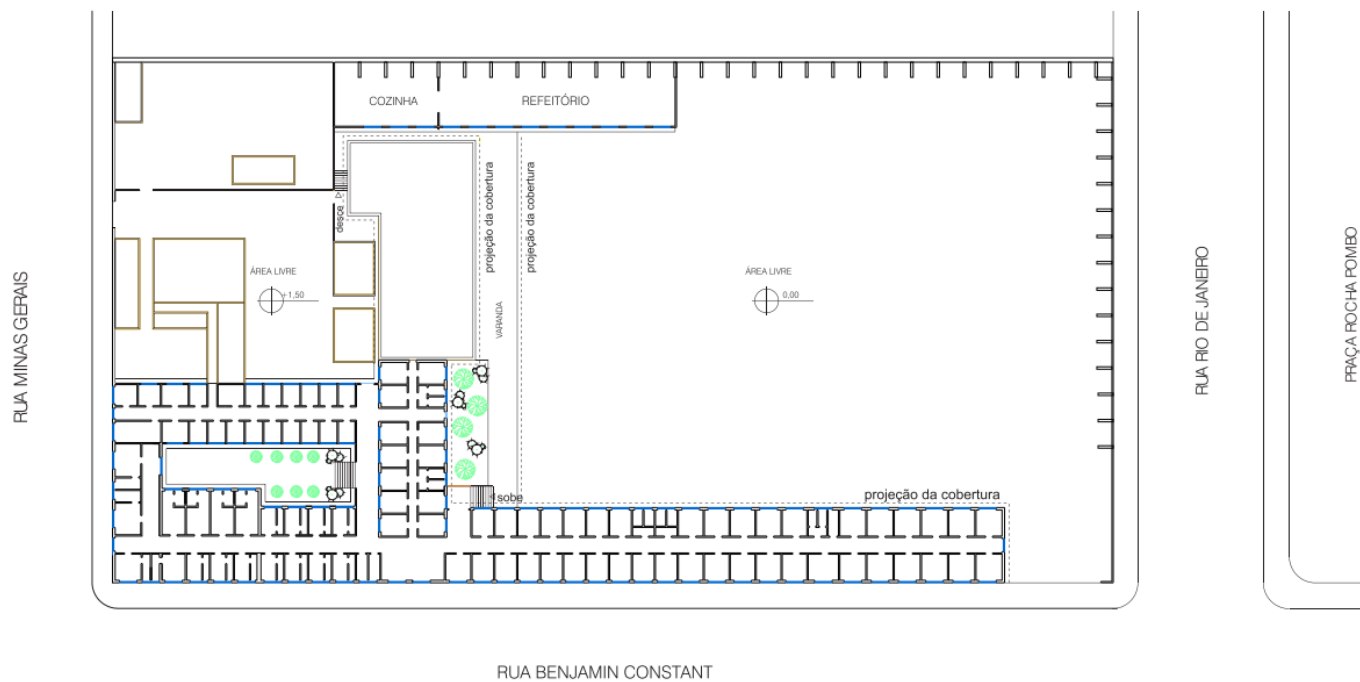 COZINHA
REFEITÓRIO
projeção da cobertura
projeção da cobertura
desce
ÁREA LIVRE
+1,50
ÁREA LIVRE
0,00
VARANDA
RUA MINAS GERAIS
RUA RIO DE JANEIRO
PRAÇA ROCHA POMBO
sobe
projeção da cobertura
RUA BENJAMIN CONSTANT